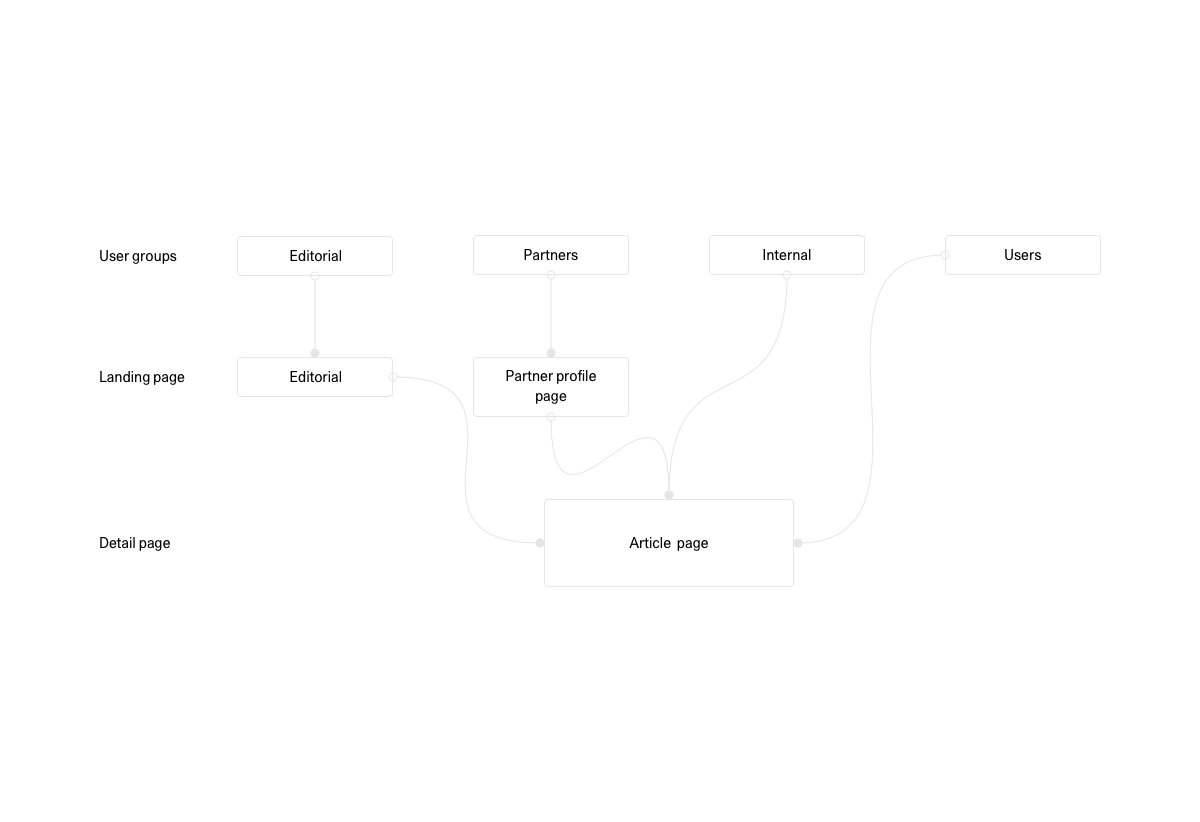 User groups
Editorial
Partners
Internal
Users
Landing page
Editorial
Partner profile
page
Detail page
Article page